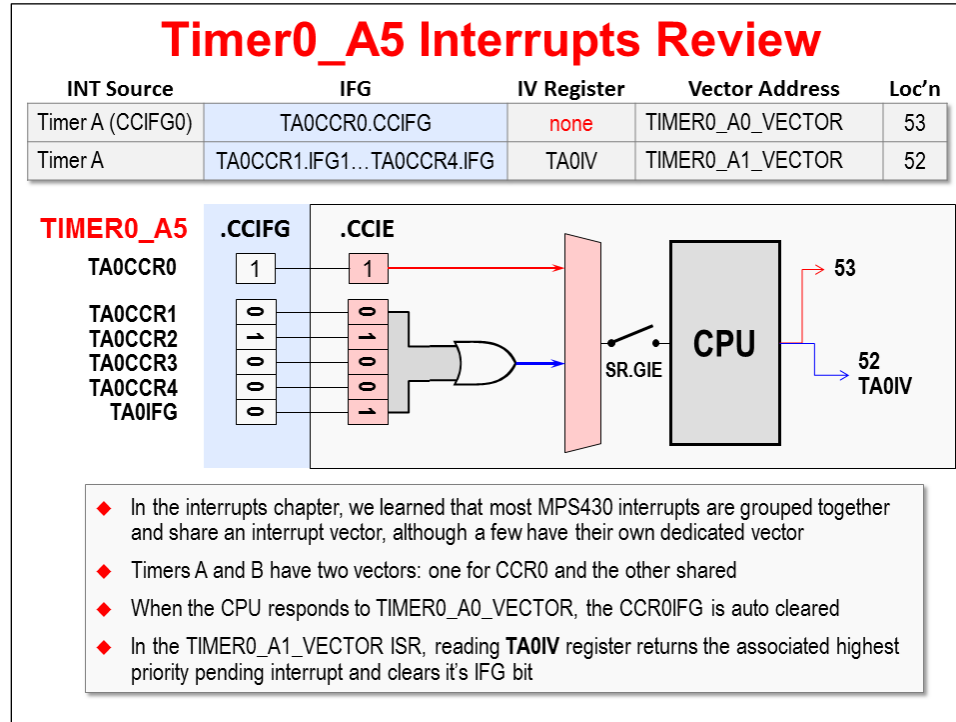 Timer0_A5 Interrupts Review
INT Source IFG IV Register Vector Address Loc'n
Timer A (CCIFG0) TA0CCR0.CCIFG none TIMER0_A0_VECTOR 53
Timer A TA0CCR1.IFG1…TA0CCR4.IFG TA0IV TIMER0_A1_VECTOR 52
TIMER0_A5 .CCIFG .CCIE
TA0CCR0 1 1 53
TA0CCR1 0 0
TA0CCR2 1 1
TA0CCR3 0 0
TA0CCR4 0 0
TA0IFG 0 1
SR.GIE
CPU
52
TA0IV
In the interrupts chapter, we learned that most MPS430 interrupts are grouped together
and share an interrupt vector, although a few have their own dedicated vector
Timers A and B have two vectors: one for CCR0 and the other shared
When the CPU responds to TIMER0_A0_VECTOR, the CCR0IFG is auto cleared
In the TIMER0_A1_VECTOR ISR, reading TA0IV register returns the associated highest
priority pending interrupt and clears it's IFG bit